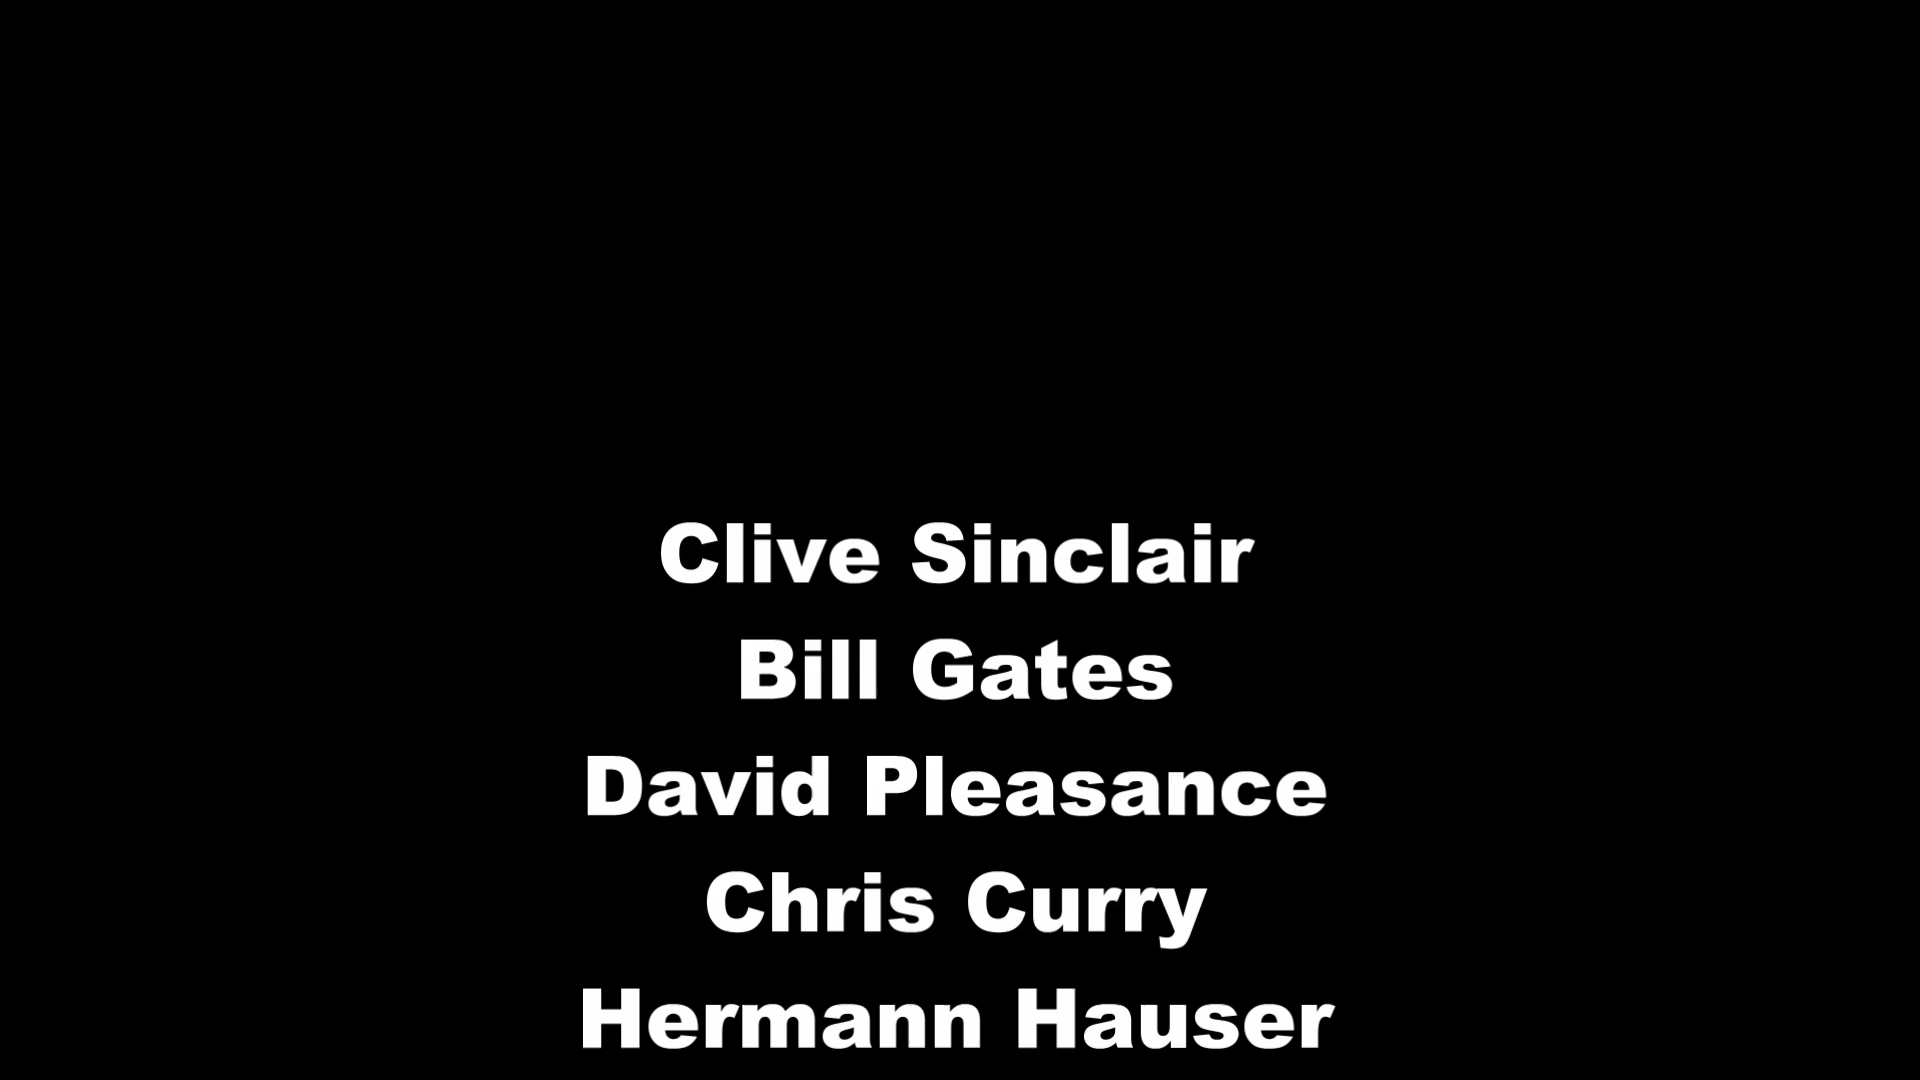 Clive Sinclair
Bill Gates
David Pleasance
Chris Curry
Hermann Hauser